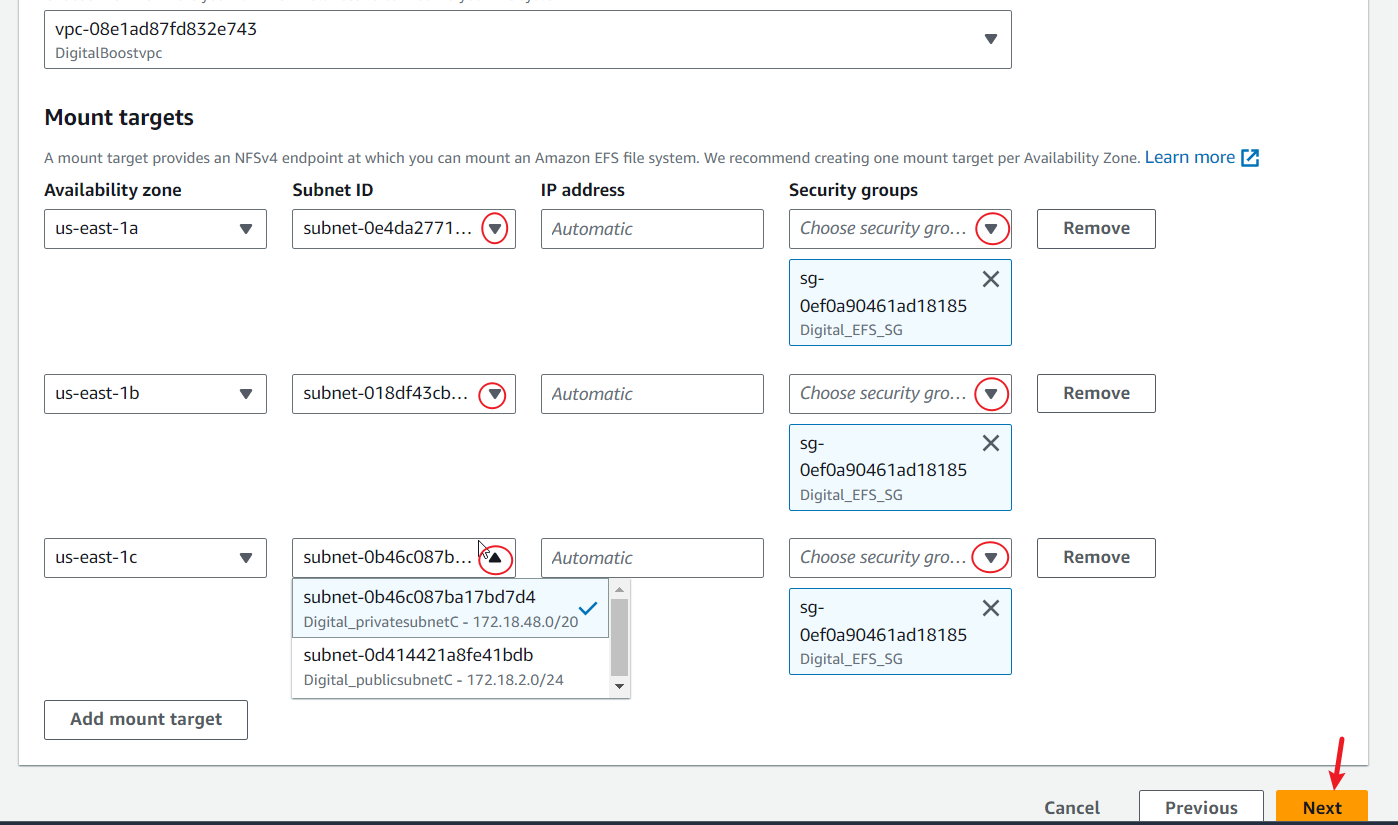 vpc-08e1ad87fd832e743
DigitalBoostvpc
Mount targets
A mount target provides an NFSv4 endpoint at which you can mount an Amazon EFS file system. We recommend creating one mount target per Availability Zone. Learn more
Availability zone Subnet ID IP address Security groups
us-east-1a subnet-0e4da2771... Automatic Choose security gro... Remove
sg-
0ef0a90461ad18185
Digital_EFS_SG
us-east-1b subnet-018df43cb... Automatic Choose security gro... Remove
sg-
0ef0a90461ad18185
Digital_EFS_SG
us-east-1c subnet-0b46c087b... Automatic Choose security gro... Remove
subnet-0b46c087ba17bd7d4
Digital_privatesubnetC - 172.18.48.0/20
subnet-0d414421a8fe41bdb
Digital_publicsubnetC - 172.18.2.0/24
sg-
0ef0a90461ad18185
Digital_EFS_SG
Add mount target
Cancel Previous Next